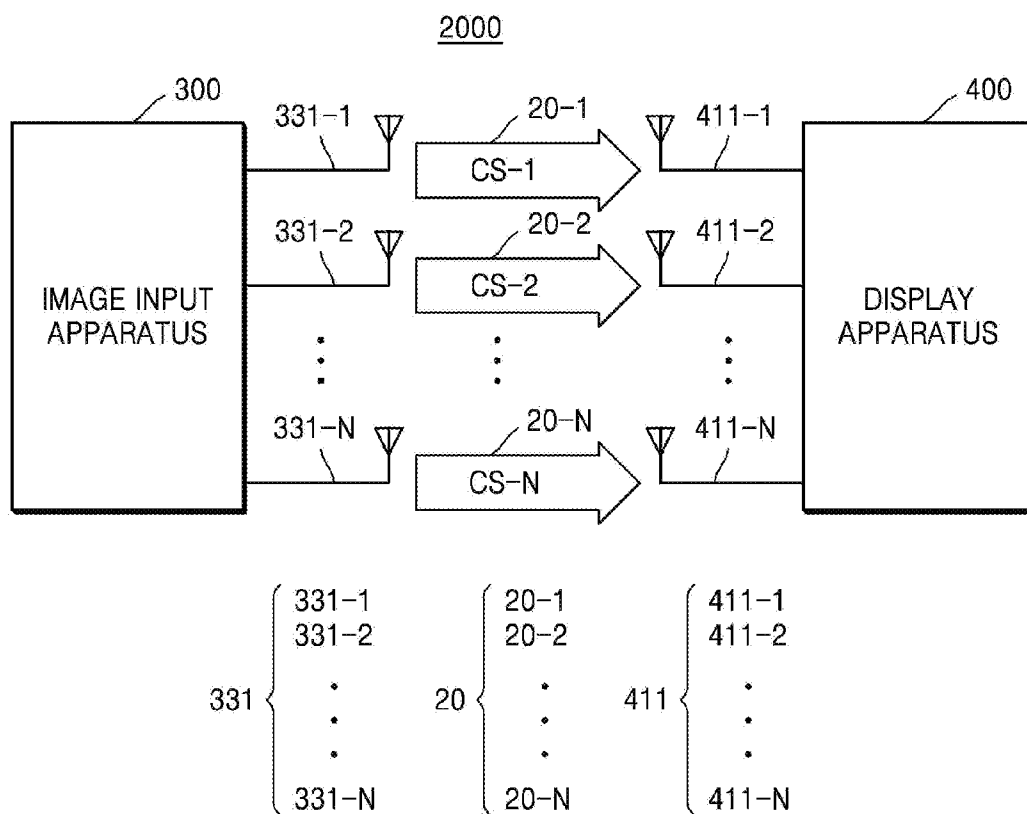 2000
300
331-1
20-1
411-1
400
CS-1
331-2
20-2
411-2
CS-2
IMAGE INPUT
APPARATUS
DISPLAY
APPARATUS
331-N
20-N
411-N
CS-N
331-1
331-2
331
331-N
20-1
20-2
20
20-N
411-1
411-2
411
411-N